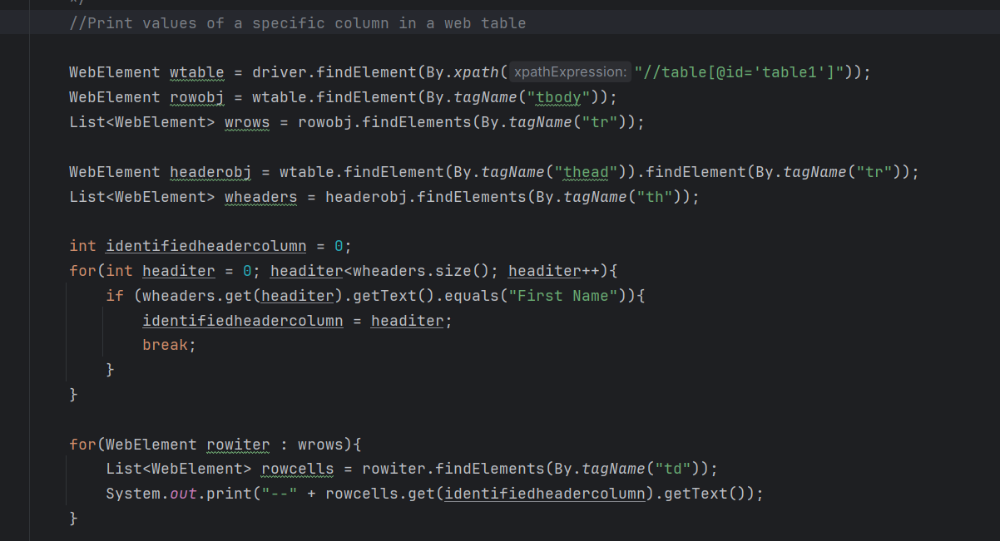 */
//Print values of a specific column in a web table
WebElement wtable = driver.findElement(By.xpath( xpathExpression: "//table[@id='table1']"));
WebElement rowobj = wtable.findElement(By.tagName("tbody"));
List<WebElement> wrows = rowobj.findElements(By.tagName("tr"));
WebElement headerobj = wtable.findElement(By.tagName("thead")).findElement(By.tagName("tr"));
List<WebElement> wheaders = headerobj.findElements(By.tagName("th"));
int identifiedheadercolumn = 0;
for(int headiter = 0; headiter<wheaders.size(); headiter++){
if (wheaders.get(headiter).getText().equals("First Name")){
identifiedheadercolumn = headiter;
break;
}
}
for(WebElement rowiter : wrows){
List<WebElement> rowcells = rowiter.findElements(By.tagName("td"));
System.out.print("--" + rowcells.get(identifiedheadercolumn).getText());
}